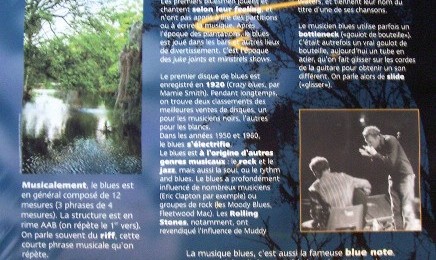 Les premiers bluesmen jouent et
chantent selon leur feeling, et
n'ont pas appris à lire des partitions
ou à écrire la musique. Après
l'époque des plantations, le blues
est joué dans les bars et autres lieux
de divertissement. C'est l'époque
des juke joints et minstrels shows.
Le premier disque de blues est
enregistré en 1920 (Crazy blues, par
Mamie Smith). Pendant longtemps,
on trouve deux classements des
meilleures ventes de disques, un
pour les musiciens noirs, l'autre
pour les blancs.
Dans les années 1950 et 1960,
le blues s'électrifie.
Le blues est à l'origine d'autres
genres musicaux : le rock et le
jazz, mais aussi la soul, ou le rythm
and blues. Le blues a profondément
influencé de nombreux musiciens
(Eric Clapton par exemple) ou
groupes de rock (les Moody Blues,
Fleetwood Mac). Les Rolling
Stones, notamment, ont
revendiqué l'influence de Muddy
Waters, et tiennent leur nom du
titre d'une de ses chansons.
Le musicien blues utilise parfois un
bottleneck («goulot de bouteille»).
C'était autrefois un vrai goulot de
bouteille, aujourd'hui un tube en
acier, qu'on fait glisser sur les cordes
de la guitare pour obtenir un son
différent. On parle alors de slide
(«glisser»).
Musicalement, le blues est
en général composé de 12
mesures (3 phrases de 4
mesures). La structure est en
rime AAB (on répète le 1er vers).
On parle souvent du riff, cette
courte phrase musicale qu'on
répète.
La musique blues, c'est aussi la fameuse blue note,